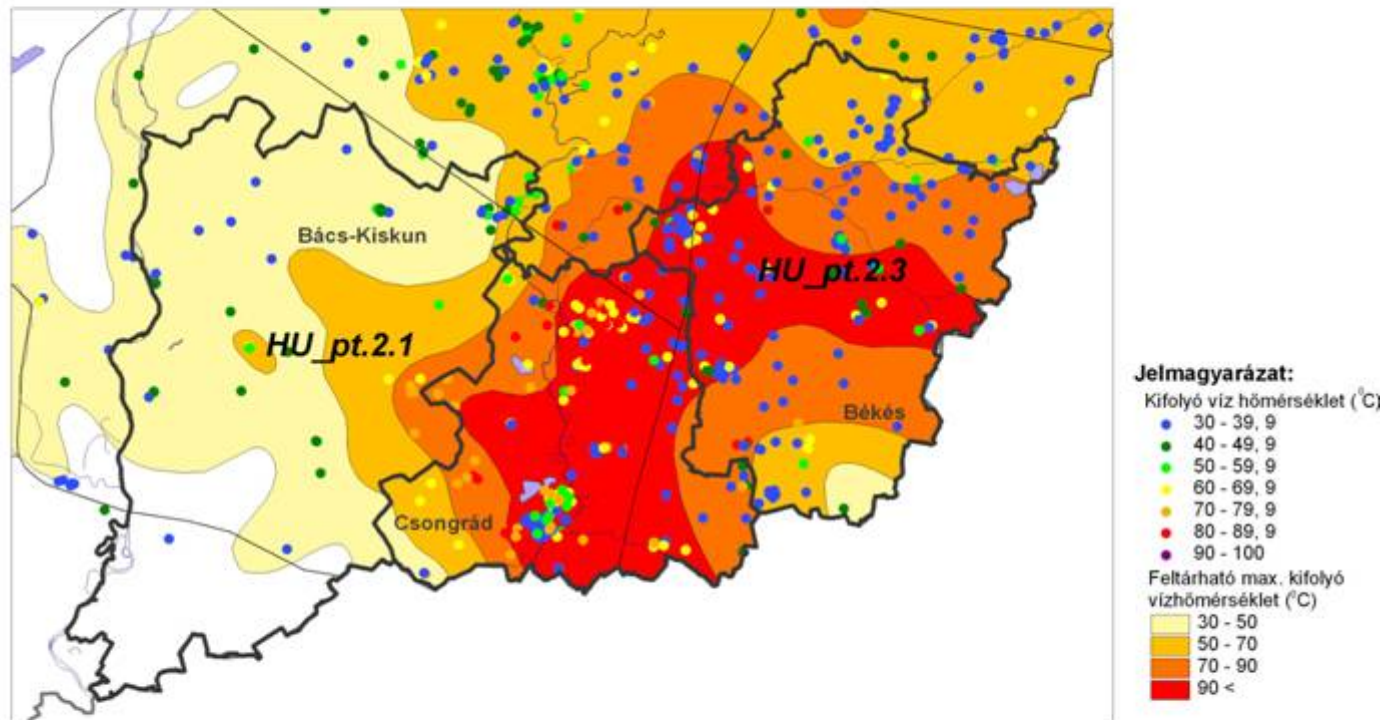 Bács-Kiskun
HU_pt.2.3
HU_pt.2.1
Békés
Csongrád
Jelmagyarázat:
Kifolyó víz hőmérséklet (⁰C)
30 - 39, 9
40 - 49, 9
50 - 59, 9
60 - 69, 9
70 - 79, 9
80 - 89, 9
90 - 100
Feltárható max. kifolyó
vízhőmérséklet (⁰C)
30 - 50
50 - 70
70 - 90
90 <